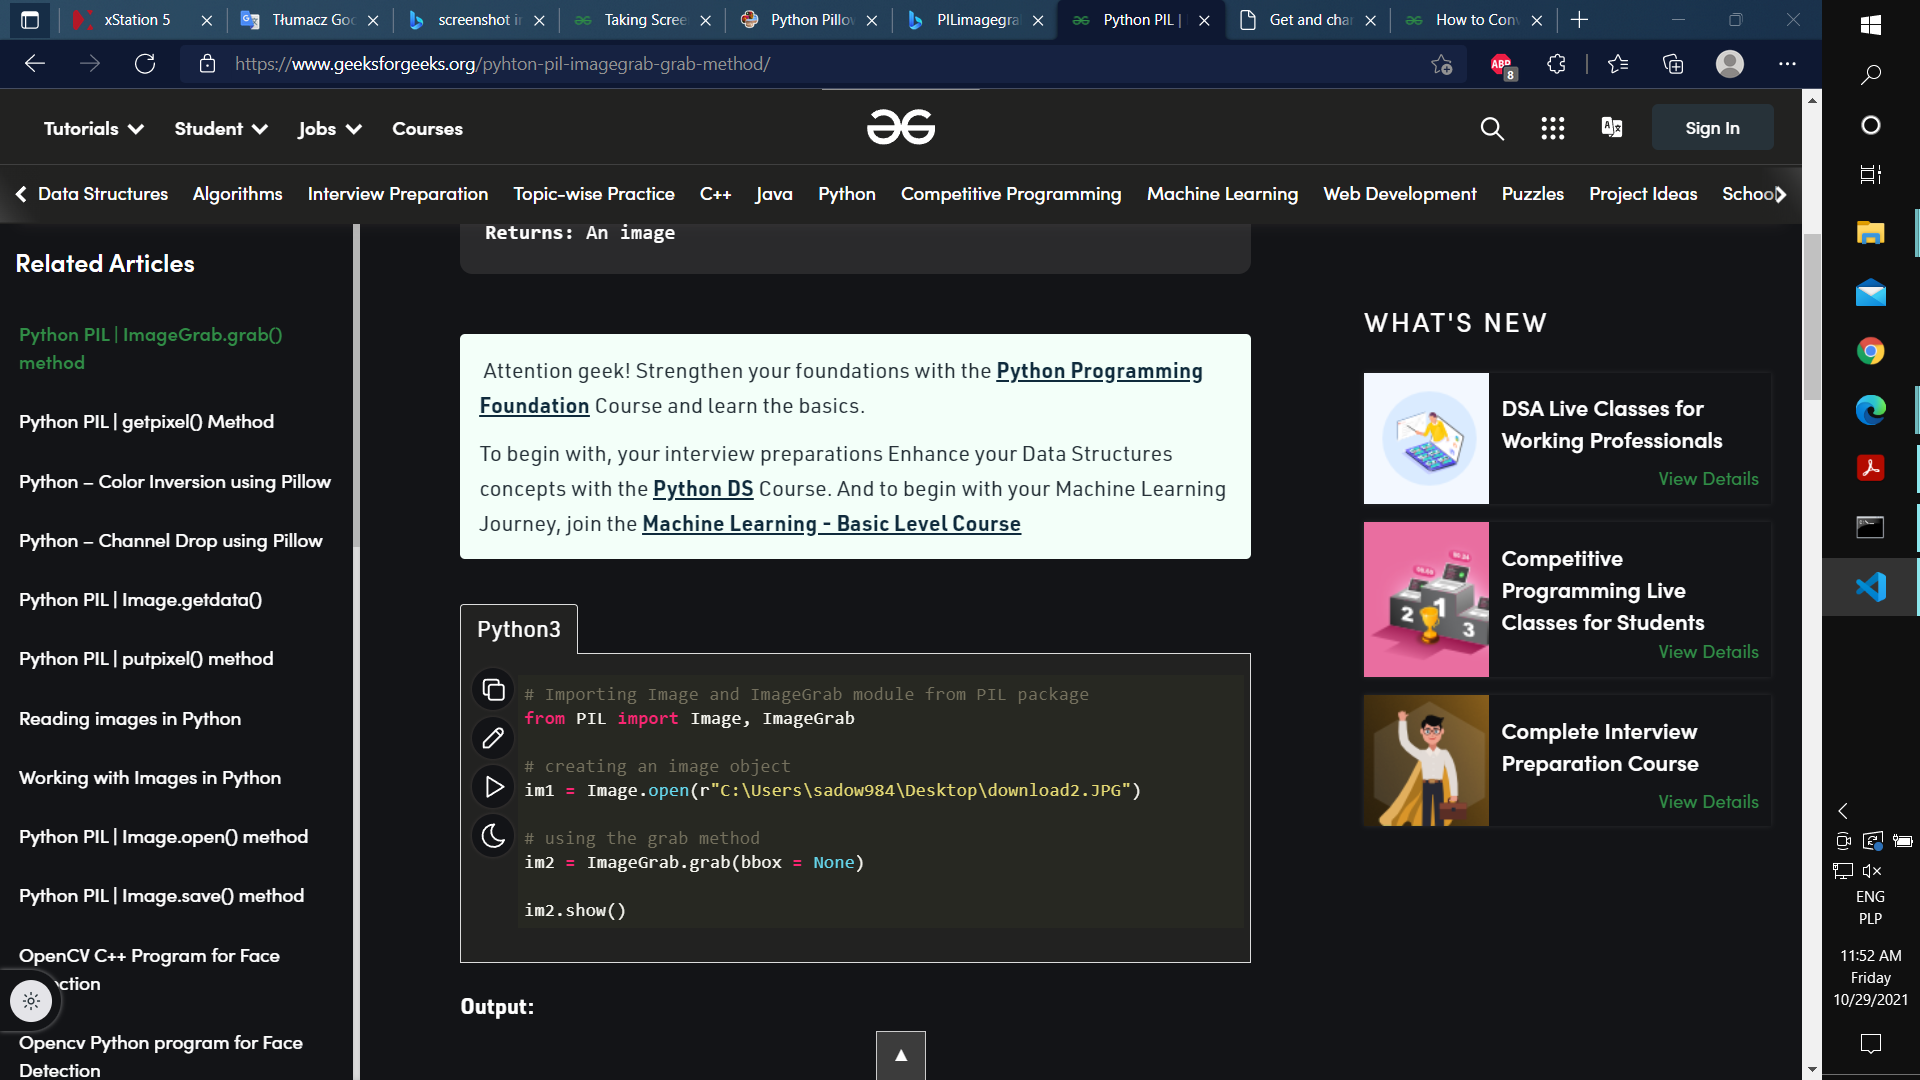 xStation 5
Tłumacz Goo
screenshot in
Taking Scree
Python Pillow
PILimagegra
Python PIL |
Get and char
How to Conv
https://www.geeksforgeeks.org/pyhton-pil-imagegrab-grab-method/
ABP
8
Tutorials
Student
Jobs
Courses
Sign In
Data Structures
Algorithms
Interview Preparation
Topic-wise Practice
C++
Java
Python
Competitive Programming
Machine Learning
Web Development
Puzzles
Project Ideas
School
Returns: An image
Related Articles
Python PIL | ImageGrab.grab()
method
Python PIL | getpixel() Method
Python – Color Inversion using Pillow
Python – Channel Drop using Pillow
Python PIL | Image.getdata()
Python PIL | putpixel() method
Reading images in Python
Working with Images in Python
Python PIL | Image.open() method
Python PIL | Image.save() method
OpenCV C++ Program for Face
ction
Opencv Python program for Face
Detection
Attention geek! Strengthen your foundations with the Python Programming
Foundation Course and learn the basics.
To begin with, your interview preparations Enhance your Data Structures
concepts with the Python DS Course. And to begin with your Machine Learning
Journey, join the Machine Learning - Basic Level Course
Python3
# Importing Image and ImageGrab module from PIL package
from PIL import Image, ImageGrab
# creating an image object
im1 = Image.open(r"C:\Users\sadow984\Desktop\download2.JPG")
# using the grab method
im2 = ImageGrab.grab(bbox = None)
im2.show()
Output:
WHAT'S NEW
DSA Live Classes for
Working Professionals
View Details
2
1
3
Competitive
Programming Live
Classes for Students
View Details
Complete Interview
Preparation Course
View Details
ENG
PLP
11:52 AM
Friday
10/29/2021